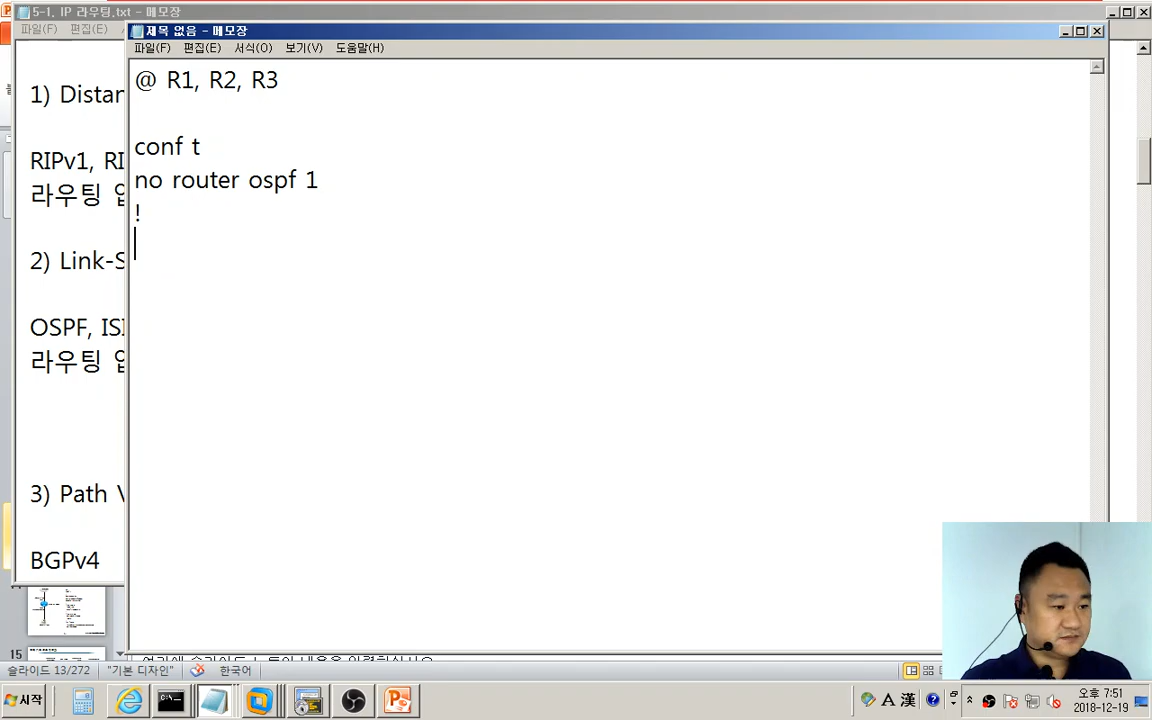 5-1. IP 라우팅.txt - 메모장
파일(F) 편집(E)
제목 없음 - 메모장
파일(F) 편집(E) 서식(O) 보기(V) 도움말(H)
@ R1, R2, R3
conf t
no router ospf 1
!
1) Distan
RIPv1, RI
라우팅
2) Link-S
OSPF, ISI
라우팅
3) Path V
BGPv4
15
슬라이드 13/272 "기본 디자인" 한국어
시작
C:\
A 漢
오후 7:51
2018-12-19